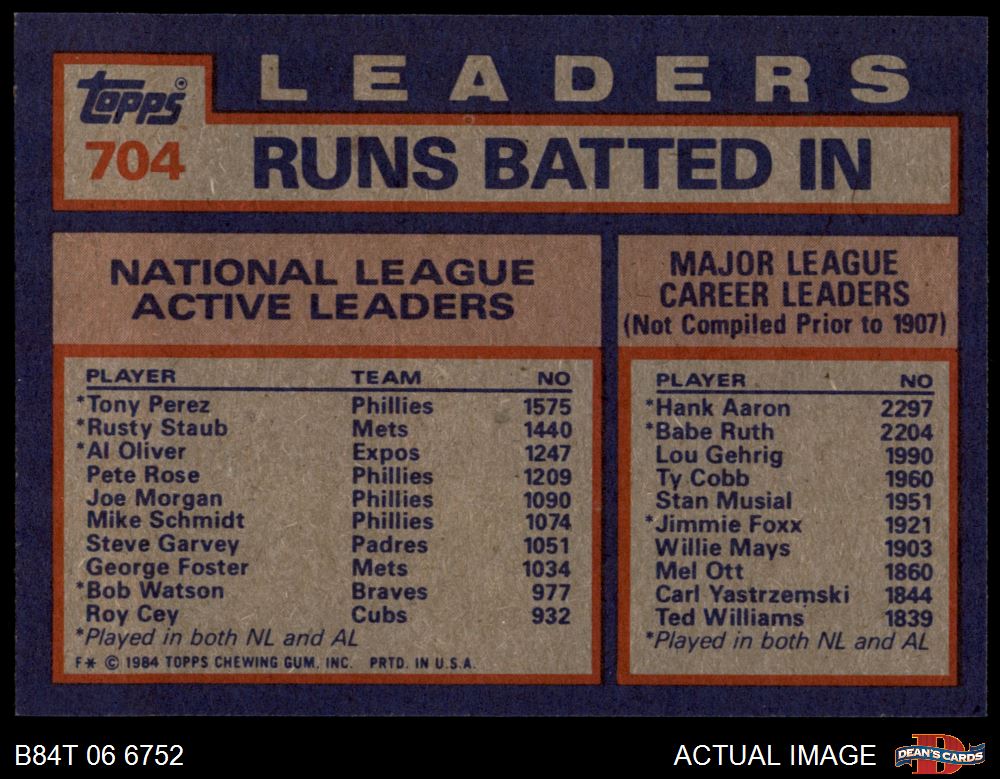 topps
704
LEADERS
RUNS BATTED IN
NATIONAL LEAGUE
ACTIVE LEADERS
PLAYER TEAM NO
*Tony Perez Phillies 1575
*Rusty Staub Mets 1440
*Al Oliver Expos 1247
Pete Rose Phillies 1209
Joe Morgan Phillies 1090
Mike Schmidt Phillies 1074
Steve Garvey Padres 1051
George Foster Mets 1034
*Bob Watson Braves 977
Roy Cey Cubs 932
*Played in both NL and AL
F* © 1984 TOPPS CHEWING GUM, INC. PRTD. IN U.S.A.
MAJOR LEAGUE
CAREER LEADERS
(Not Compiled Prior to 1907)
PLAYER NO
*Hank Aaron 2297
*Babe Ruth 2204
Lou Gehrig 1990
Ty Cobb 1960
Stan Musial 1951
*Jimmie Foxx 1921
Willie Mays 1903
Mel Ott 1860
Carl Yastrzemski 1844
Ted Williams 1839
*Played in both NL and AL
B84T 06 6752
ACTUAL IMAGE
DEAN'S CARDS